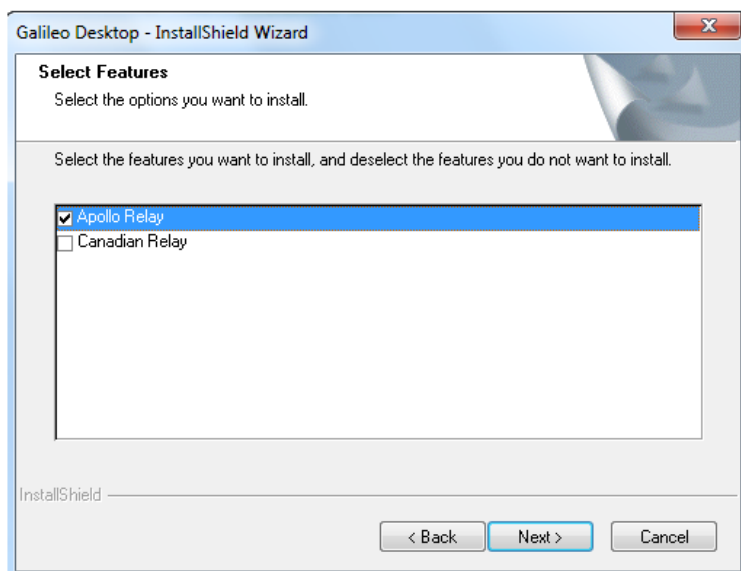 Galileo Desktop - InstallShield Wizard
Select Features
Select the options you want to install.
Select the features you want to install, and deselect the features you do not want to install.
Apollo Relay
Canadian Relay
InstallShield
< Back Next > Cancel